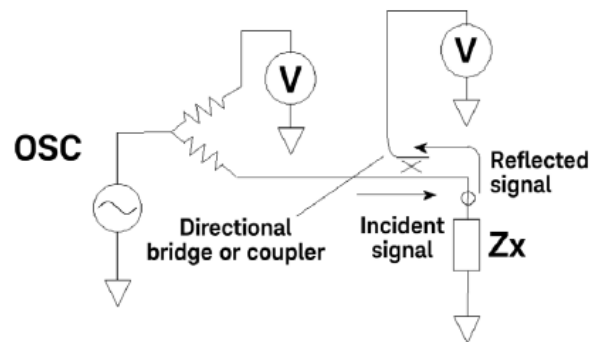 V
V
OSC
Reflected
signal
Directional
bridge or coupler
Incident
signal
Zx